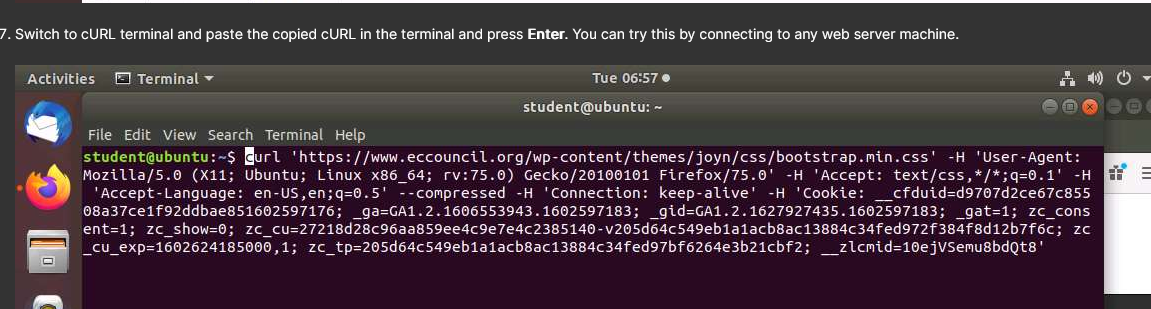 7. Switch to cURL terminal and paste the copied cURL in the terminal and press Enter. You can try this by connecting to any web server machine.
Activities Terminal Tue 06:57
student@ubuntu: ~
File Edit View Search Terminal Help
student@ubuntu:~$ curl 'https://www.eccouncil.org/wp-content/themes/joyn/css/bootstrap.min.css' -H 'User-Agent:
Mozilla/5.0 (X11; Ubuntu; Linux x86_64; rv:75.0) Gecko/20100101 Firefox/75.0' -H 'Accept: text/css,*/*;q=0.1' -H
'Accept-Language: en-US,en;q=0.5' --compressed -H 'Connection: keep-alive' -H 'Cookie: __cfduid=d9707d2ce67c855
08a37ce1f92ddbae851602597176; _ga=GA1.2.1606553943.1602597183; _gid=GA1.2.1627927435.1602597183; _gat=1; zc_cons
ent=1; zc_show=0; zc_cu=27218d28c96aa859ee4c9e7e4c2385140-v205d64c549eb1a1acb8ac13884c34fed972f384f8d12b7f6c; zc
_cu_exp=1602624185000,1; zc_tp=205d64c549eb1a1acb8ac13884c34fed97bf6264e3b21cbf2; __zlcmid=10ejVSemu8bdQt8'